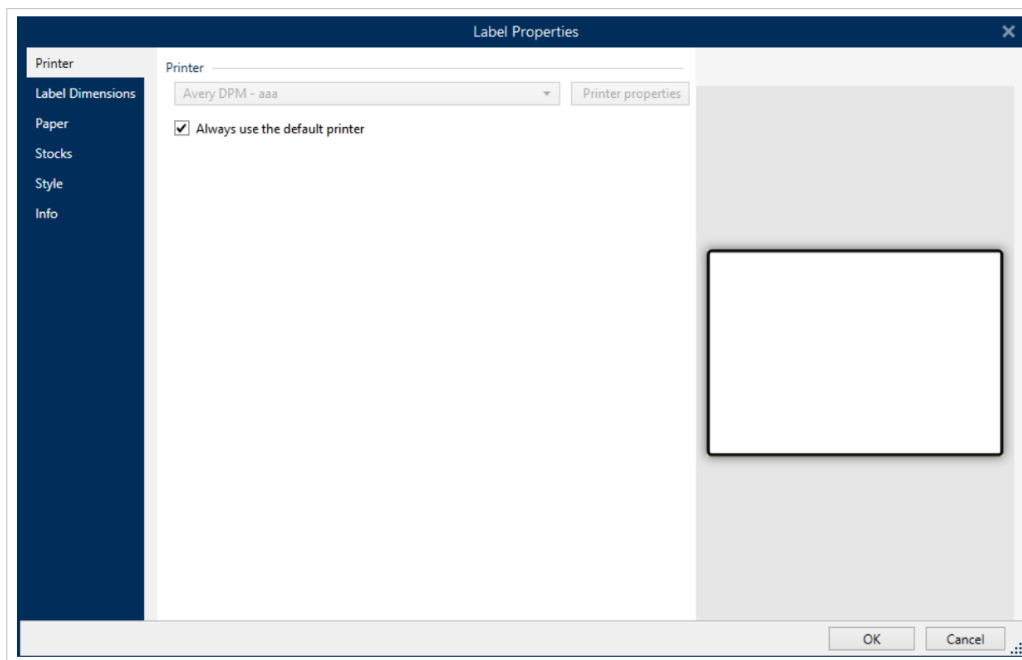 Label Properties
Printer
Label Dimensions
Paper
Stocks
Style
Info
Printer
Avery DPM - aaa
Printer properties
Always use the default printer
OK
Cancel